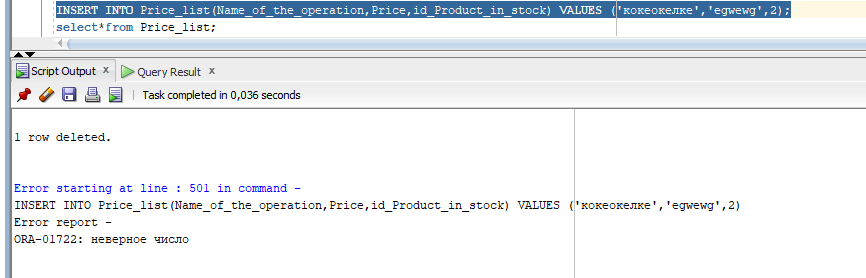 INSERT INTO Price_list(Name_of_the_operation,Price,id_Product_in_stock) VALUES ('кокеокелке','egwewg',2);
select*from Price_list;
Script Output x Query Result x
Task completed in 0,036 seconds
1 row deleted.
Error starting at line : 501 in command -
INSERT INTO Price_list(Name_of_the_operation,Price,id_Product_in_stock) VALUES ('кокеокелке','egwewg',2)
Error report -
ORA-01722: неверное число